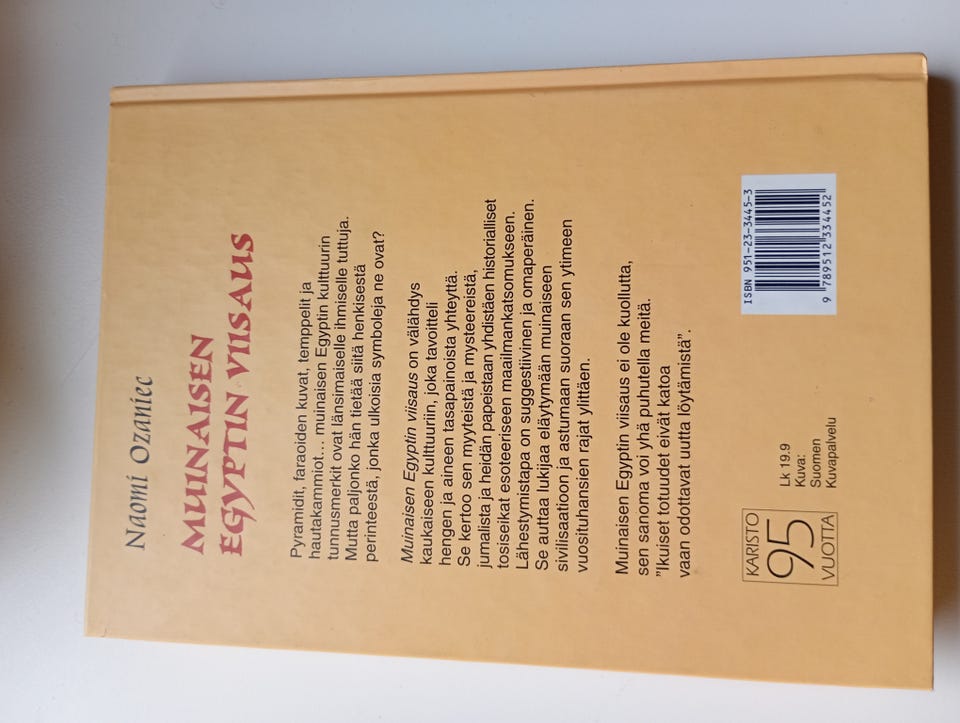 Naomi Ozaniec
MUINAISEN
EGYPTIN VIISAUS
Pyramidit, faraoiden kuvat, temppelit ja
hautakammiot… muinaisen Egyptin kulttuurin
tunnusmerkit ovat länsimaiselle ihmiselle tuttuja.
Mutta paljonko hän tietää siitä henkisestä
perinteestä, jonka ulkoisia symboleja ne ovat?
Muinaisen Egyptin viisaus on välähdys
kaukaiseen kulttuuriin, joka tavoitteli
hengen ja aineen tasapainoista yhteyttä.
Se kertoo sen myyteistä ja mysteereistä,
jumalista ja heidän papeistaan yhdistäen historialliset
tosiseikat esoteeriseen maailmankatsomukseen.
Lähestymistapa on suggestiivinen ja omaperäinen.
Se auttaa lukijaa eläytymään muinaiseen
sivilisaatioon ja astumaan suoraan sen ytimeen
vuosituhansien rajat ylittäen.
Muinaisen Egyptin viisaus ei ole kuollutta,
sen sanoma voi yhä puhutella meitä.
”Ikuiset totuudet eivät katoa
vaan odottavat uutta löytämistä”.
KARISTO
95
VUOTTA
Lk 19.9
Kuva:
Suomen
Kuvapalvelu
ISBN 951-23-3445-3
9 789512 334452